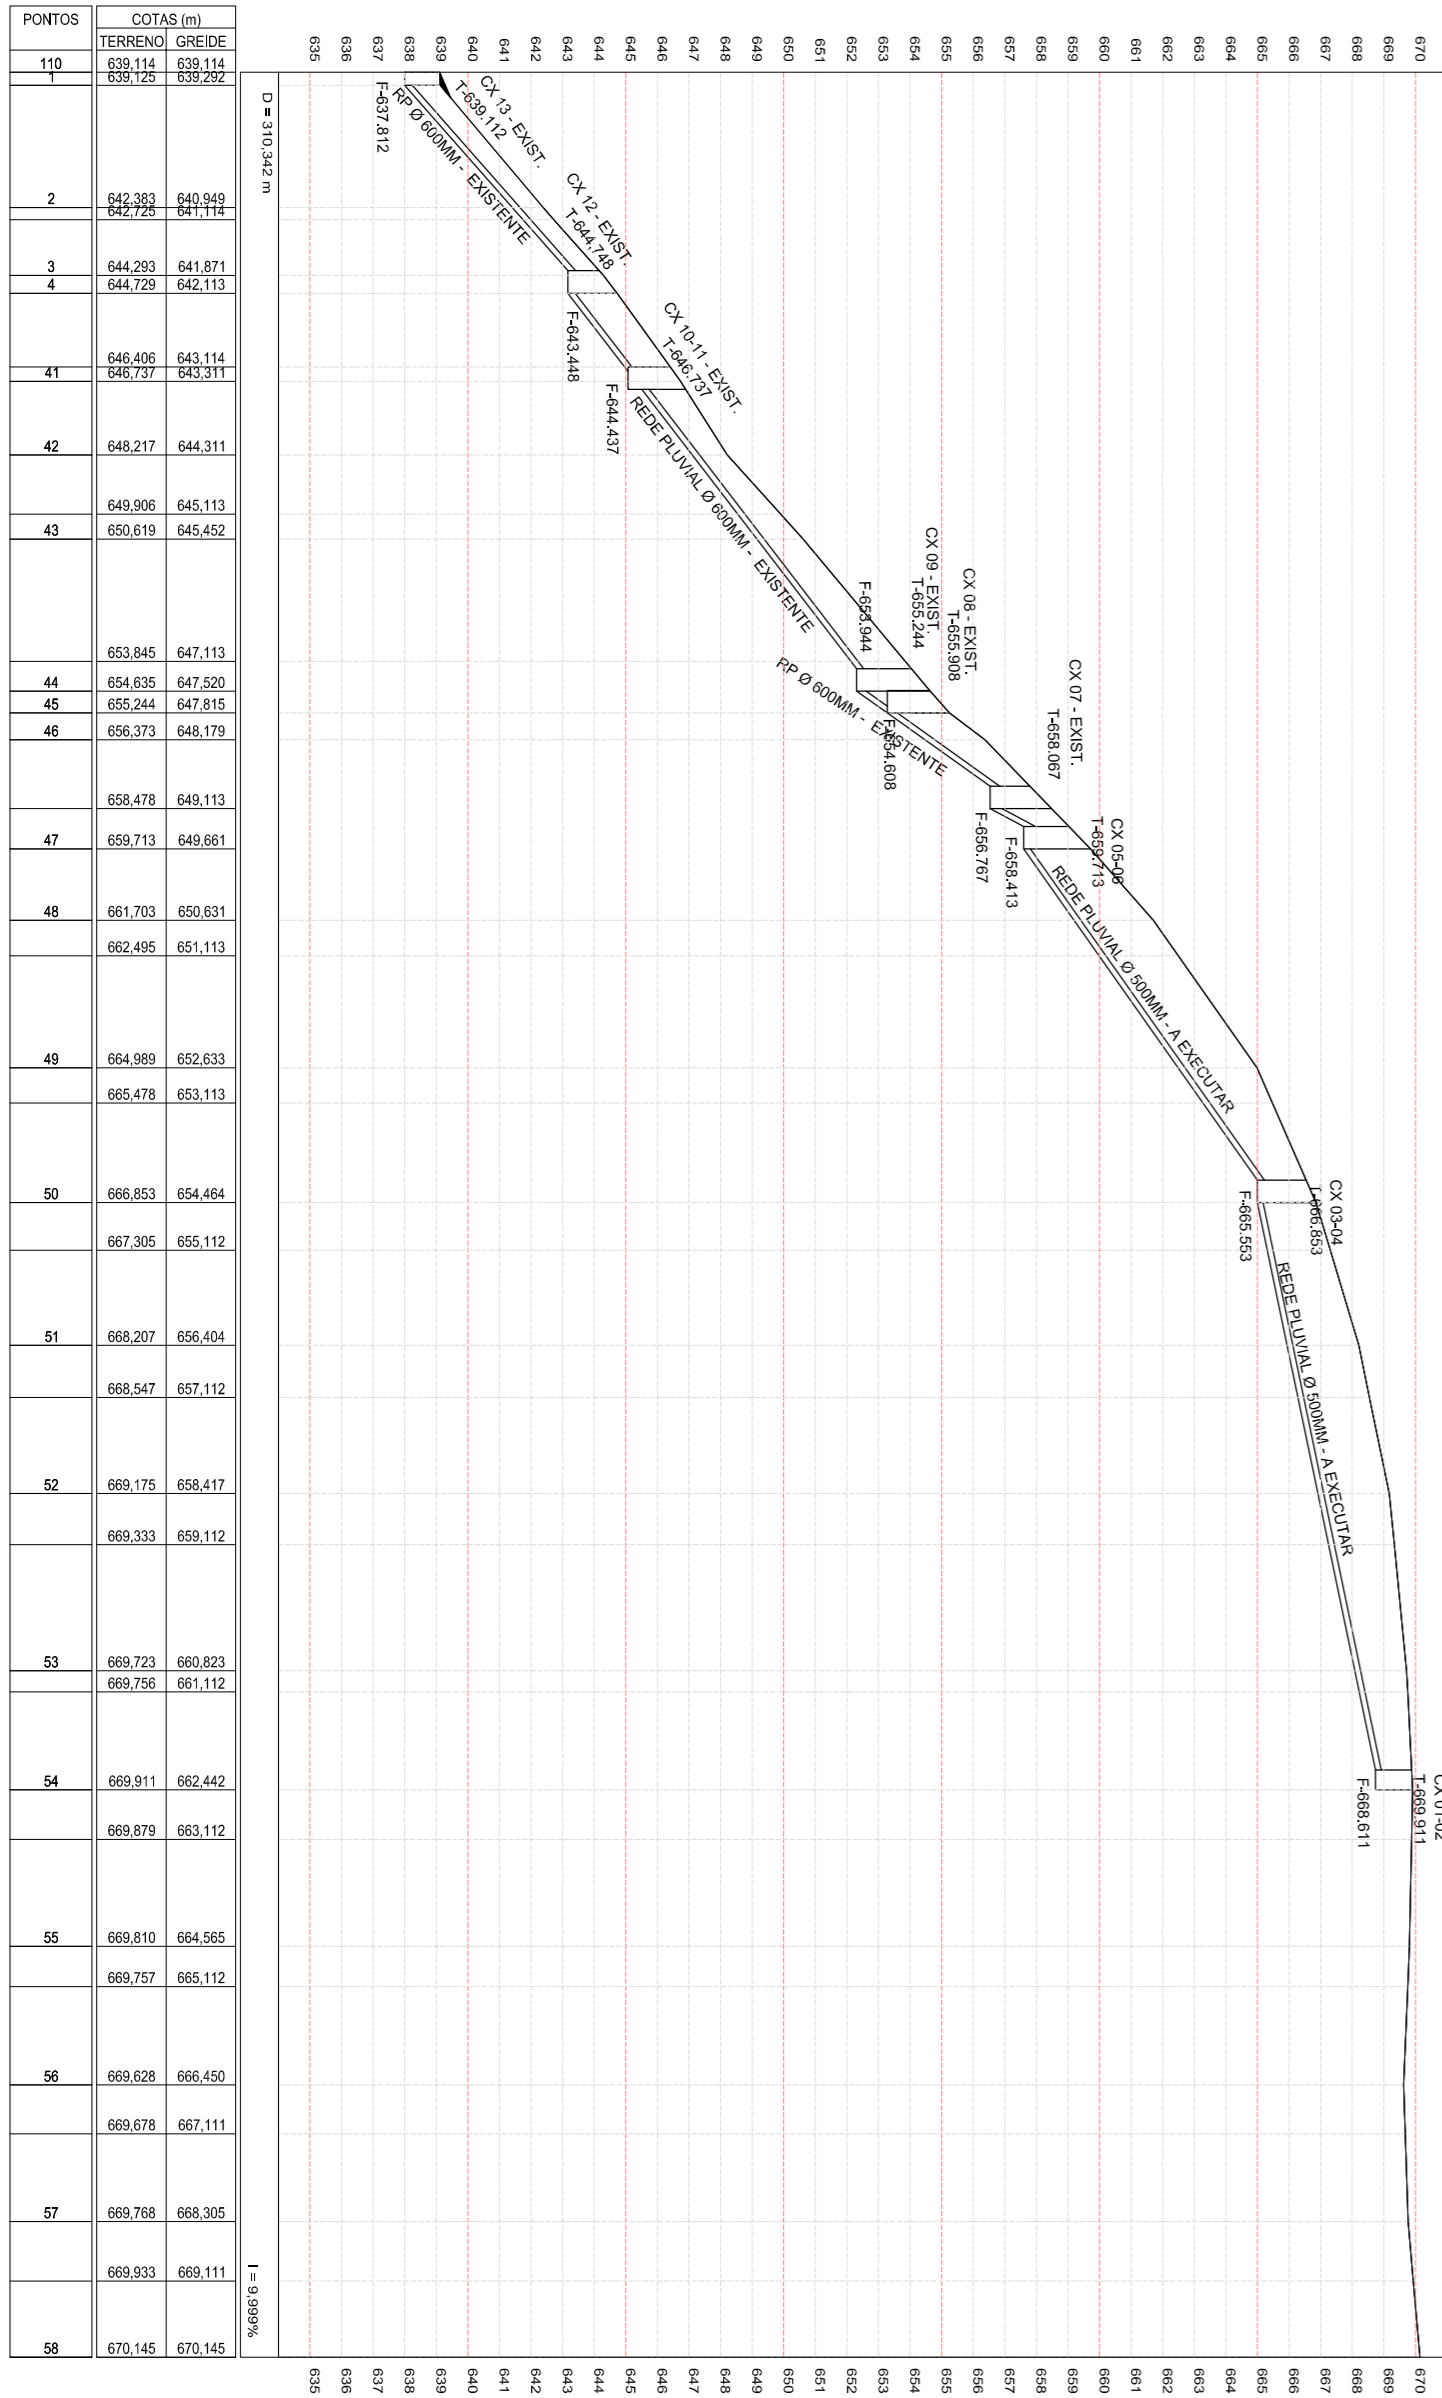 PONTOS COTAS (m)
TERRENO GREIDE
110 639,114 639,114
1 639,125 639,292
2 642,383 640,949
642,725 641,114
3 644,293 641,871
4 644,729 642,113
646,406 643,114
41 646,737 643,311
42 648,217 644,311
649,906 645,113
43 650,619 645,452
653,845 647,113
44 654,635 647,520
45 655,244 647,815
46 656,373 648,179
658,478 649,113
47 659,713 649,661
48 661,703 650,631
662,495 651,113
49 664,989 652,633
665,478 653,113
50 666,853 654,464
667,305 655,112
51 668,207 656,404
668,547 657,112
52 669,175 658,417
669,333 659,112
53 669,723 660,823
669,756 661,112
54 669,911 662,442
669,879 663,112
55 669,810 664,565
669,757 665,112
56 669,628 666,450
669,678 667,111
57 669,768 668,305
669,933 669,111
58 670,145 670,145
D = 310,342 m
I = 9,999%
635 636 637 638 639 640 641 642 643 644 645 646 647 648 649 650 651 652 653 654 655 656 657 658 659 660 661 662 663 664 665 666 667 668 669 670
CX 13 - EXIST.
T-639.112
F-637.812
RP Ø 600MM - EXISTENTE
CX 12 - EXIST.
T-644,748
F-643.448
CX 10-11 - EXIST.
T-646.737
F-644.437
REDE PLUVIAL Ø 600MM - EXISTENTE
CX 09 - EXIST.
T-655.244
F-653.944
CX 08 - EXIST.
T-655.908
F-654.608
RP Ø 600MM - EXISTENTE
CX 07 - EXIST.
T-658.067
F-656.767
CX 05-06
T-659.713
F-658.413
REDE PLUVIAL Ø 500MM - A EXECUTAR
CX 03-04
T-666.853
F-665.553
REDE PLUVIAL Ø 500MM - A EXECUTAR
CX 01-02
T-669.911
F-668.611
635 636 637 638 639 640 641 642 643 644 645 646 647 648 649 650 651 652 653 654 655 656 657 658 659 660 661 662 663 664 665 666 667 668 669 670